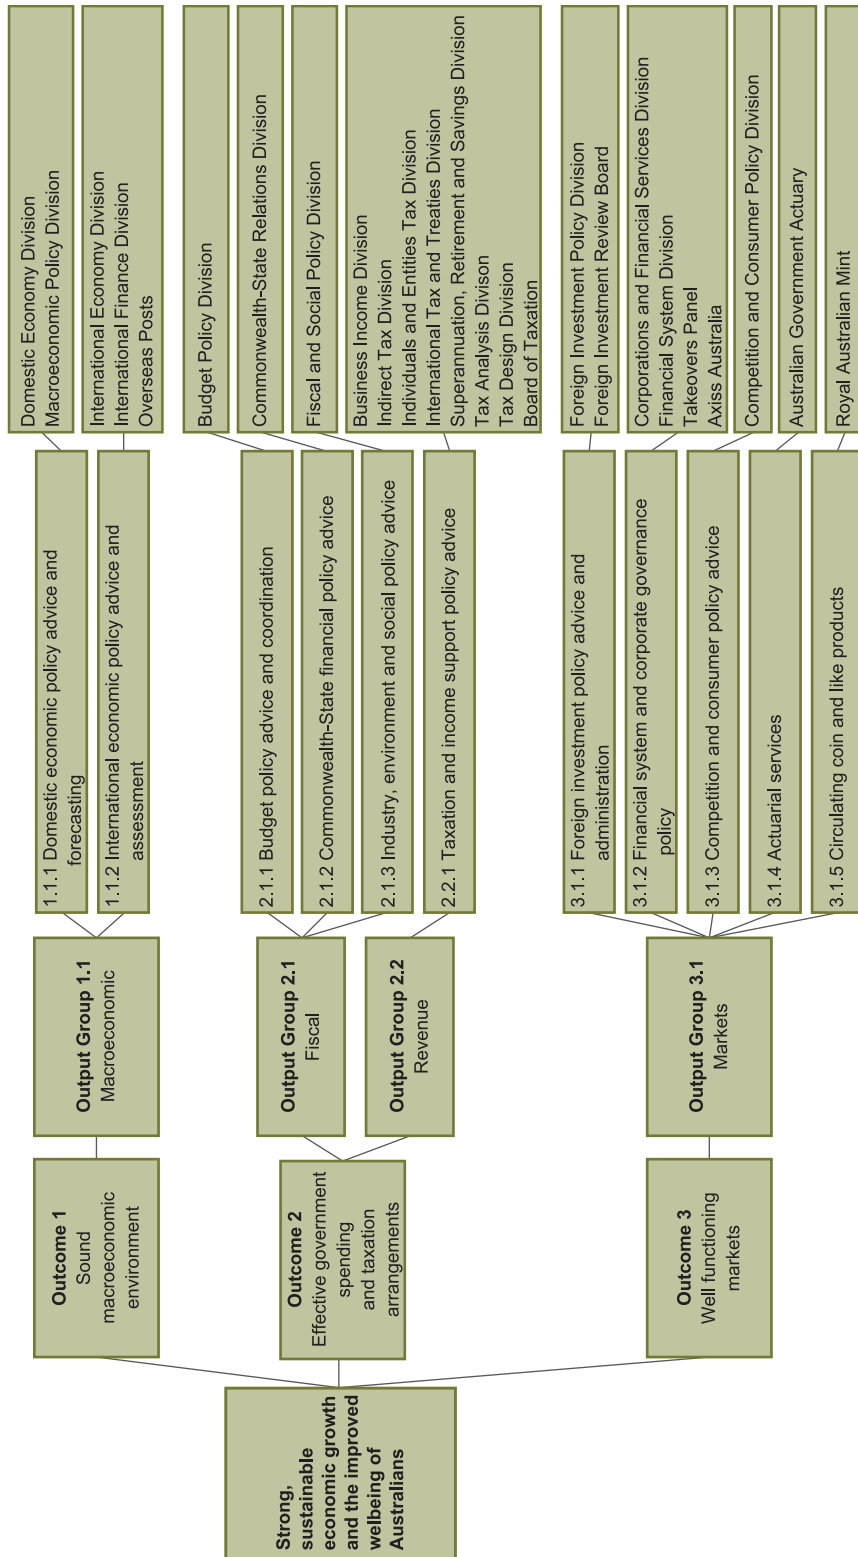 Strong,
sustainable
economic growth
and the improved
welbeing of
Australians
Outcome 1
Sound
macroeconomic
environment
Outcome 2
Effective government
spending
and taxation
arrangements
Outcome 3
Well functioning
markets
Output Group 1.1
Macroeconomic
Output Group 2.1
Fiscal
Output Group 2.2
Revenue
Output Group 3.1
Markets
1.1.1 Domestic economic policy advice and
forecasting
1.1.2 International economic policy advice and
assessment
2.1.1 Budget policy advice and coordination
2.1.2 Commonwealth-State financial policy advice
2.1.3 Industry, environment and social policy advice
2.2.1 Taxation and income support policy advice
3.1.1 Foreign investment policy advice and
administration
3.1.2 Financial system and corporate governance
policy
3.1.3 Competition and consumer policy advice
3.1.4 Actuarial services
3.1.5 Circulating coin and like products
Domestic Economy Division
Macroeconomic Policy Division
International Economy Division
International Finance Division
Overseas Posts
Budget Policy Division
Commonwealth-State Relations Division
Fiscal and Social Policy Division
Business Income Division
Indirect Tax Division
Individuals and Entities Tax Division
International Tax and Treaties Division
Superannuation, Retirement and Savings Division
Tax Analysis Divison
Tax Design Division
Board of Taxation
Foreign Investment Policy Division
Foreign Investment Review Board
Corporations and Financial Services Division
Financial System Division
Takeovers Panel
Axiss Australia
Competition and Consumer Policy Division
Australian Government Actuary
Royal Australian Mint